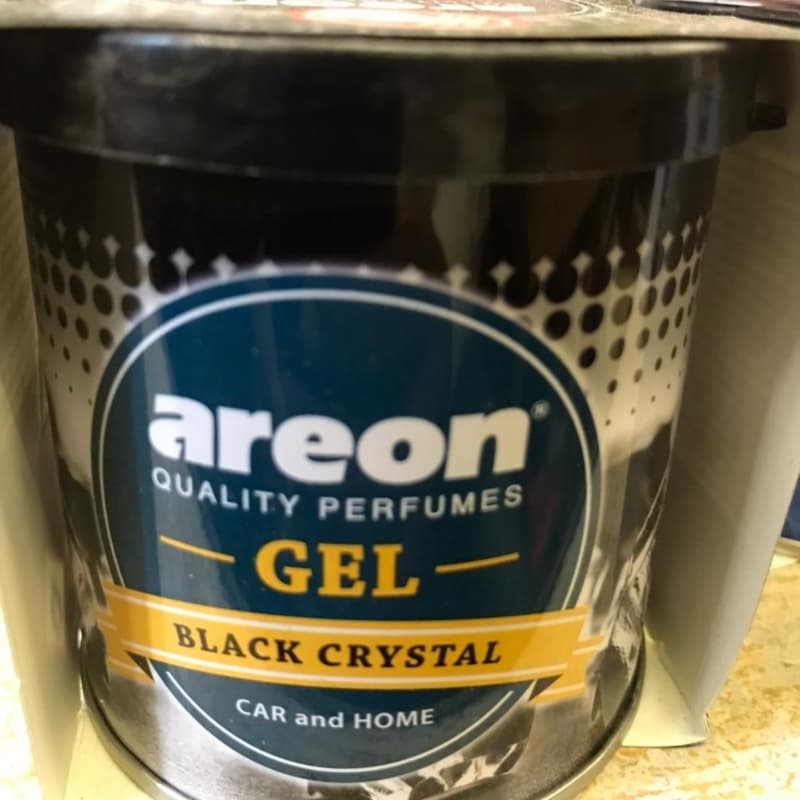 areon®
QUALITY PERFUMES
GEL
BLACK CRYSTAL
CAR and HOME